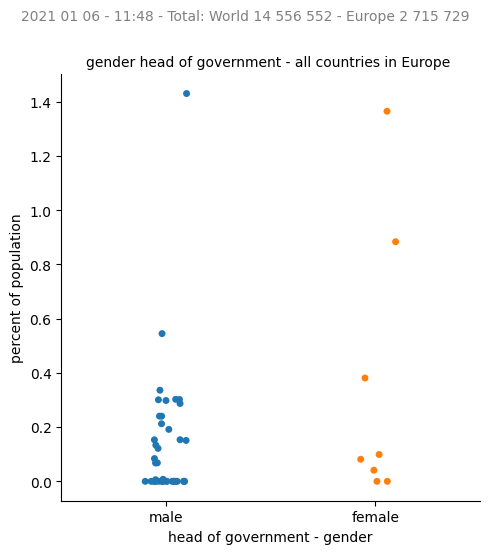 2021 01 06 - 11:48 - Total: World 14 556 552 - Europe 2 715 729
gender head of government - all countries in Europe
1.4
1.2
1.0
0.8
0.6
0.4
0.2
0.0
percent of population
male female
head of government - gender